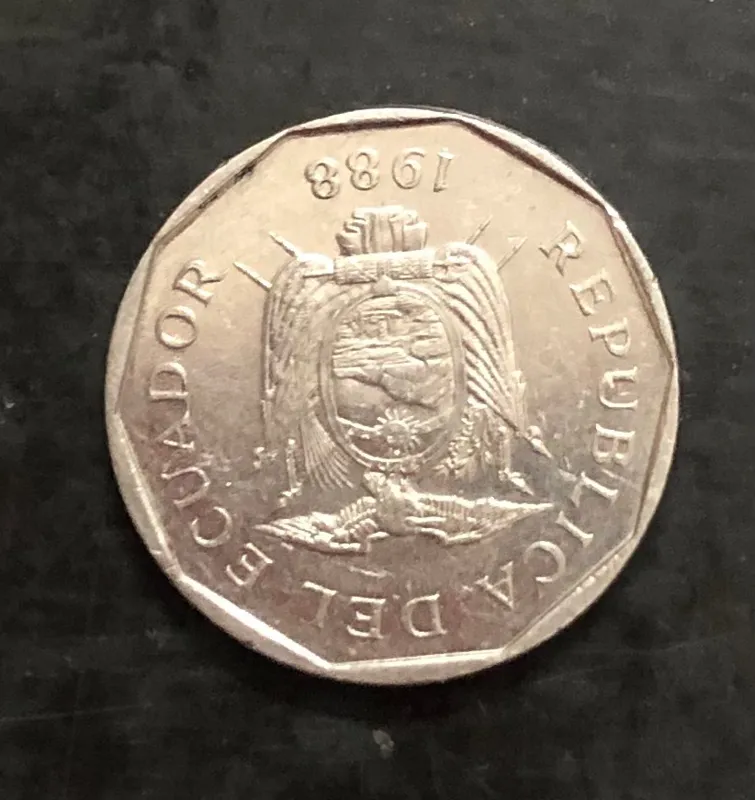 REPUBLICA DEL ECUADOR
1988